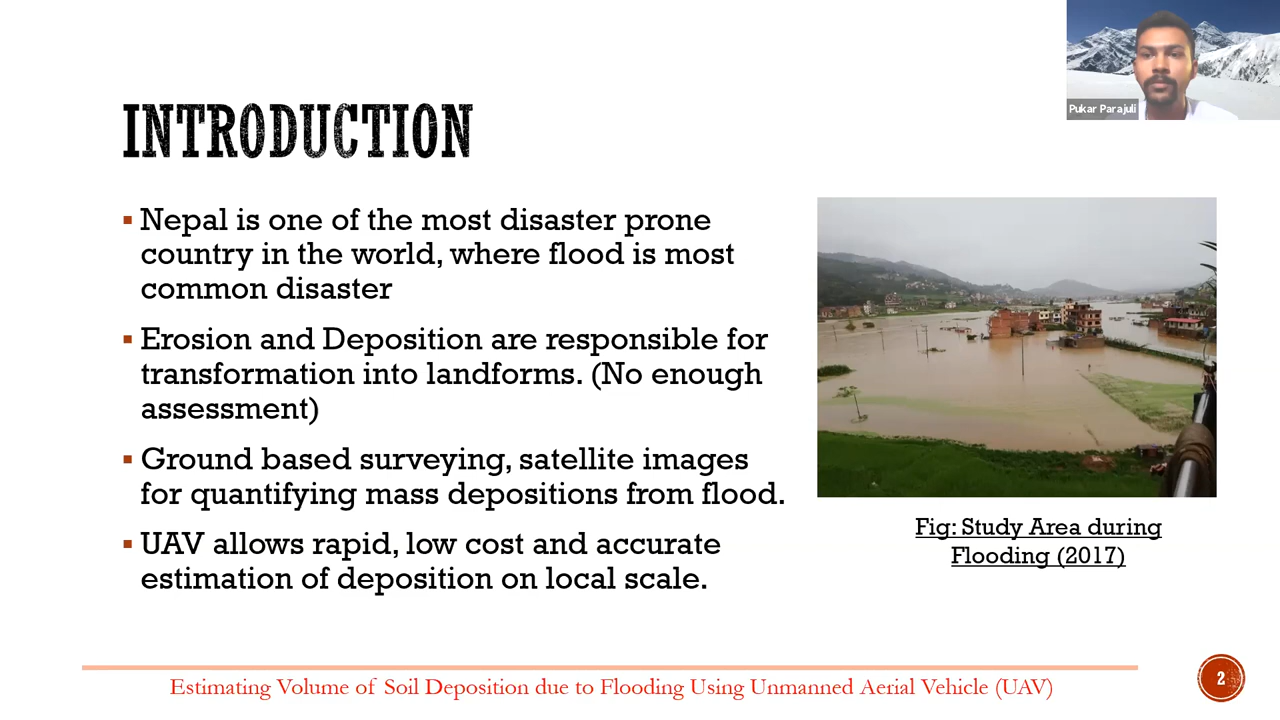 Pukar Parajuli
INTRODUCTION
▪ Nepal is one of the most disaster prone
country in the world, where flood is most
common disaster
▪ Erosion and Deposition are responsible for
transformation into landforms. (No enough
assessment)
▪ Ground based surveying, satellite images
for quantifying mass depositions from flood.
▪ UAV allows rapid, low cost and accurate
estimation of deposition on local scale.
Fig: Study Area during
Flooding (2017)
Estimating Volume of Soil Deposition due to Flooding Using Unmanned Aerial Vehicle (UAV)
2